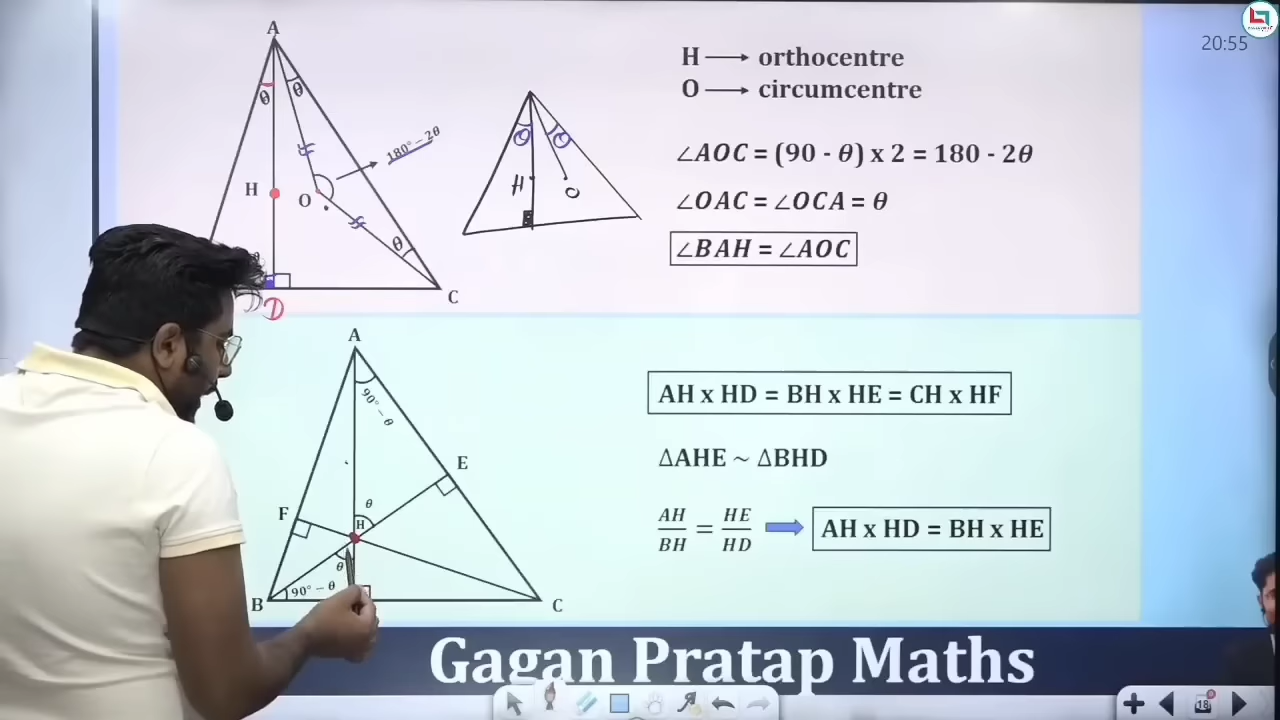 20:55
A
θ
θ
180° - 2θ
H
O
D
C
θ
θ
θ
H
O
H → orthocentre
O → circumcentre
∠AOC = (90 - θ) x 2 = 180 - 2θ
∠OAC = ∠OCA = θ
∠BAH = ∠AOC
A
90° - θ
E
F
θ
H
θ
90° - θ
B
C
AH x HD = BH x HE = CH x HF
ΔAHE ~ ΔBHD
AH/BH = HE/HD ⇒ AH x HD = BH x HE
Gagan Pratap Maths
18